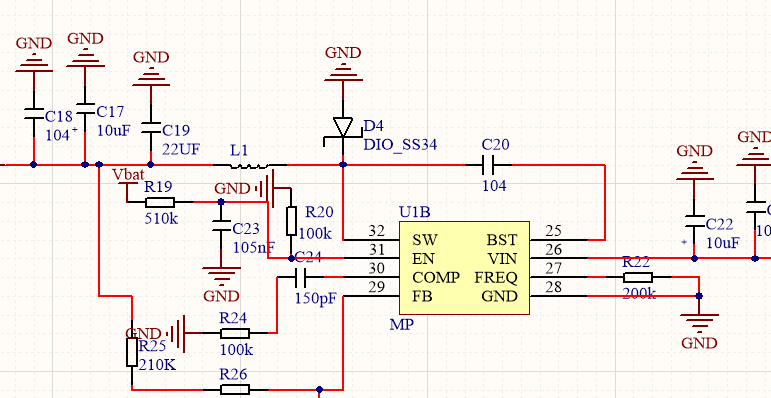 GND
GND
GND
GND
C18
104
+
C17
10uF
C19
22UF
L1
D4
DIO_SS34
C20
104
GND
GND
Vbat
R19
510k
GND
C23
105nF
R20
100k
C24
150pF
GND
U1B
32 SW BST 25
31 EN VIN 26
30 COMP FREQ 27
29 FB GND 28
MP
C22
10uF
+
R22
200k
GND
GND
R24
100k
R25
210K
R26